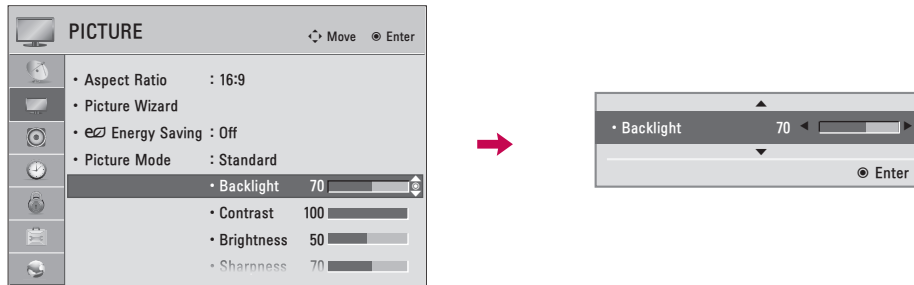 PICTURE
Move Enter
• Aspect Ratio : 16:9
• Picture Wizard
• Energy Saving : Off
• Picture Mode : Standard
• Backlight 70
• Contrast 100
• Brightness 50
• Sharpness 70
• Backlight 70
Enter